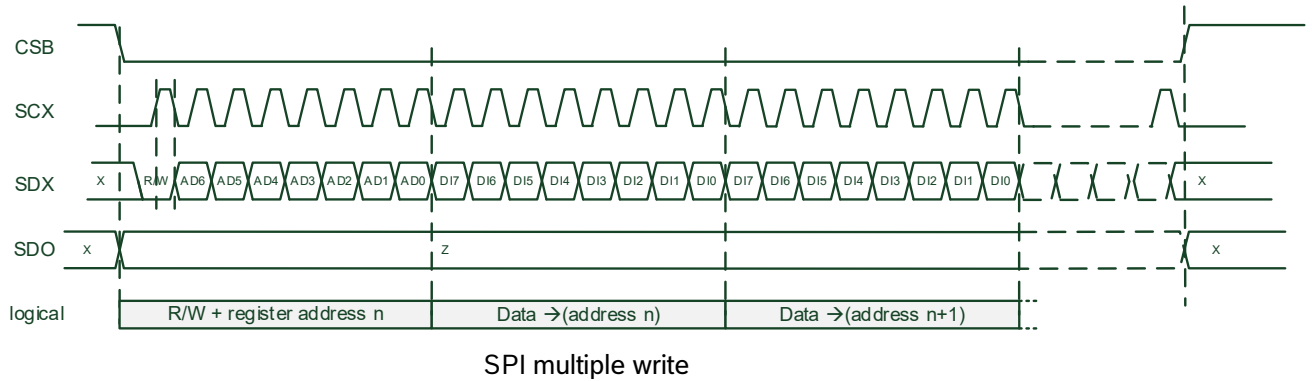 CSB
SCX
SDX X R/W AD6 AD5 AD4 AD3 AD2 AD1 AD0 DI7 DI6 DI5 DI4 DI3 DI2 DI1 DI0 DI7 DI6 DI5 DI4 DI3 DI2 DI1 DI0 X
SDO X Z X
logical R/W + register address n Data →(address n) Data →(address n+1)
SPI multiple write